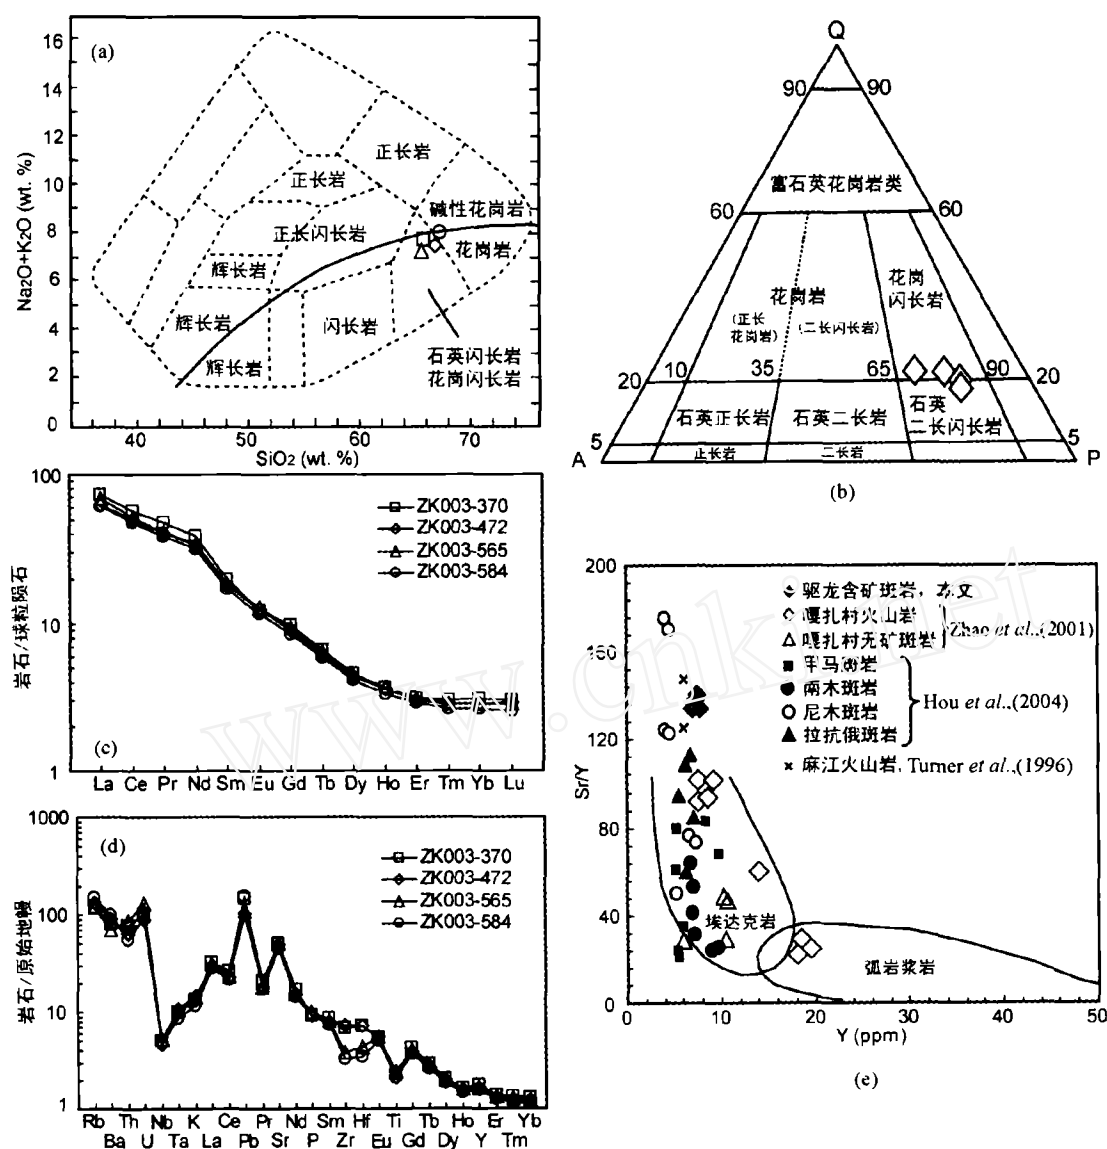 (a)
Na2O+K2O (wt. %)
16
14
12
10
8
6
4
2
0
正长岩
正长岩
碱性花岗岩
正长闪长岩
花岗岩
辉长岩
辉长岩
闪长岩
辉长岩
石英闪长岩
花岗闪长岩
40
50
60
70
SiO2 (wt. %)
Q
90
90
富石英花岗岩类
60
60
花岗岩
花岗
闪长岩
(正长
花岗岩)
(二长闪长岩)
20
10
35
65
90
20
石英正长岩
石英二长岩
石英
二长闪长岩
5
5
A
正长岩
二长岩
P
(b)
岩石/球粒陨石
100
10
1
ZK003-370
ZK003-472
ZK003-565
ZK003-584
(c)
La Ce Pr Nd Sm Eu Gd Tb Dy Ho Er Tm Yb Lu
岩石/原始地幔
1000
100
10
1
(d)
ZK003-370
ZK003-472
ZK003-565
ZK003-584
Rb Th Nb K Ce Pr Nd Sm Hf Ti Tb Ho Er Yb
Ba U Ta La Pb Sr P Zr Eu Gd Dy Y Tm
Sr/Y
200
160
120
80
40
0
驱龙含矿斑岩，本文
嘎扎村火山岩
嘎扎村无矿斑岩
Zhao et al.,(2001)
甲马斑岩
南木斑岩
尼木斑岩
拉抗俄斑岩
Hou et al.,(2004)
麻江火山岩, Turner et al.,(1996)
埃达克岩
弧岩浆岩
0
10
20
30
40
50
Y (ppm)
(e)
www.cnki.net